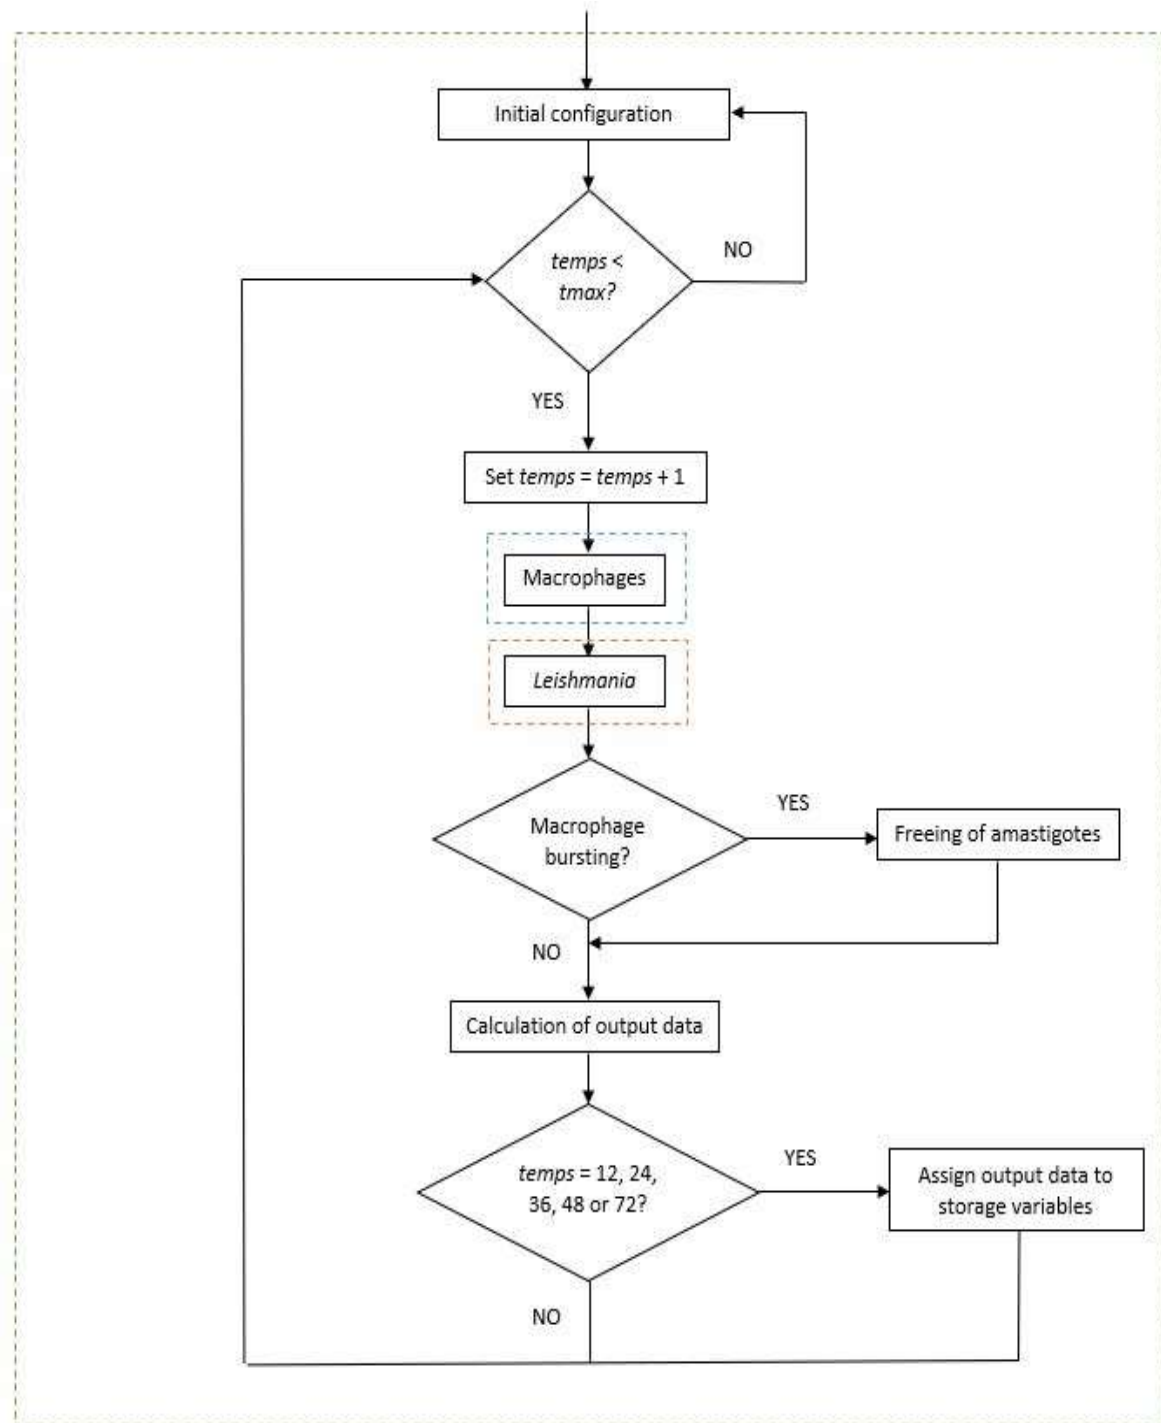 Initial configuration
temps <
tmax?
NO
YES
Set temps = temps + 1
Macrophages
Leishmania
Macrophage
bursting?
YES
Freeing of amastigotes
NO
Calculation of output data
temps = 12, 24,
36, 48 or 72?
YES
Assign output data to
storage variables
NO